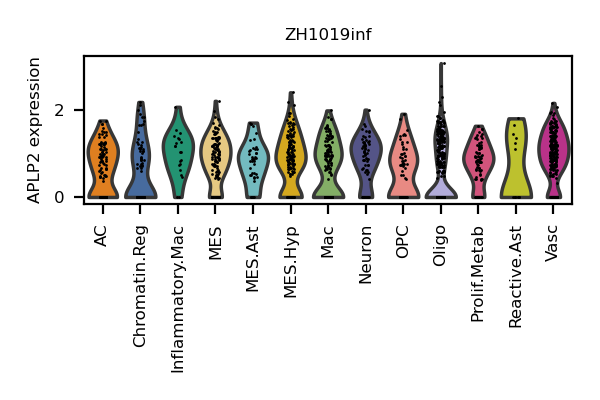 ZH1019inf
APLP2 expression
2
0
AC
Chromatin.Reg
Inflammatory.Mac
MES
MES.Ast
MES.Hyp
Mac
Neuron
OPC
Oligo
Prolif.Metab
Reactive.Ast
Vasc